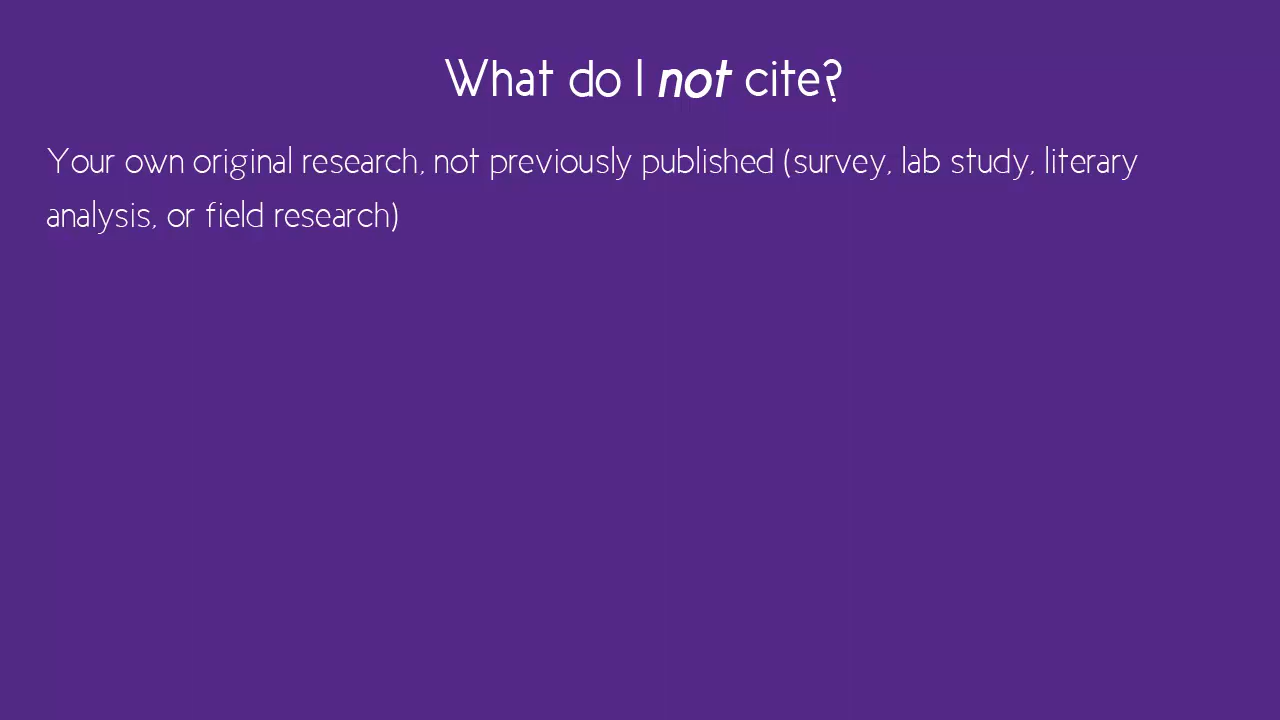 What do I not cite?
Your own original research, not previously published (survey, lab study, literary
analysis, or field research)